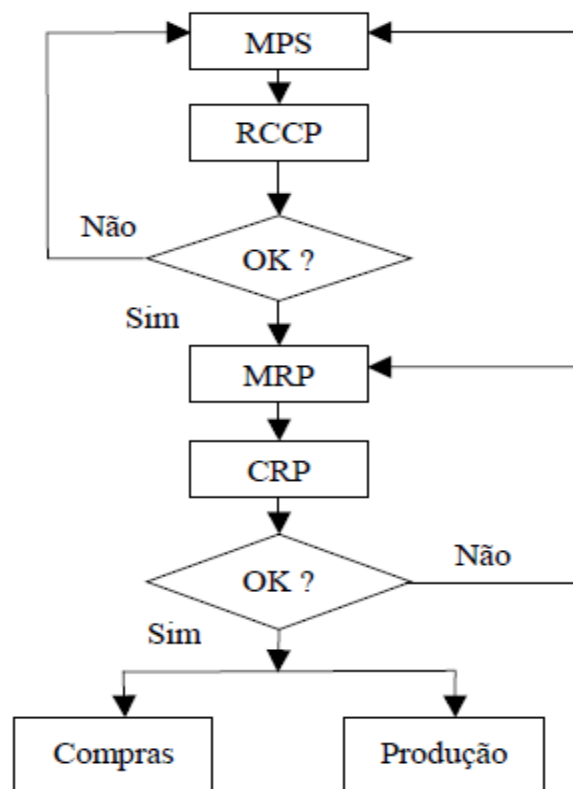 MPS
RCCP
Não
OK ?
Sim
MRP
CRP
OK ?
Não
Sim
Compras
Produção